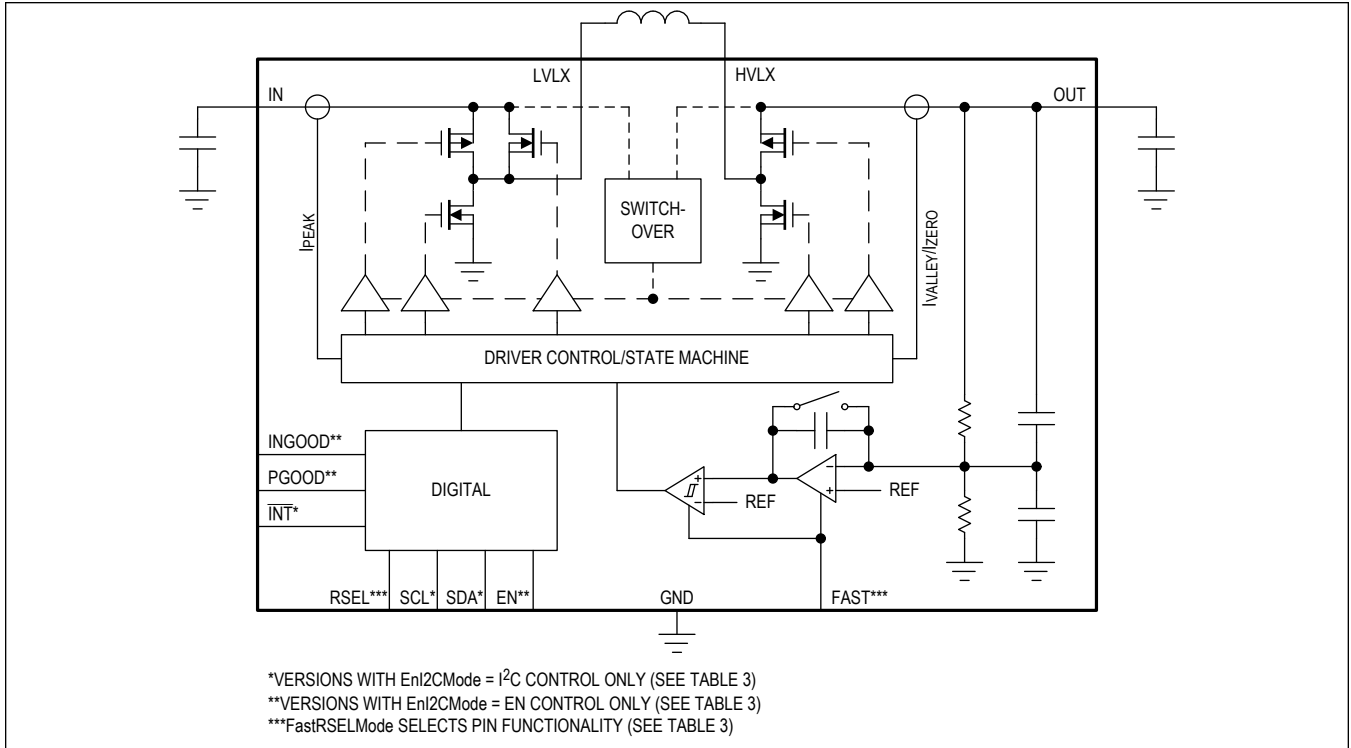 LVLX
HVLX
IN
OUT
SWITCH-
OVER
IPEAK
IVALLEY/IZERO
DRIVER CONTROL/STATE MACHINE
INGOOD**
PGOOD**
INT*
DIGITAL
+
−
REF
−
+
REF
RSEL***
SCL*
SDA*
EN**
GND
FAST***
*VERSIONS WITH EnI2CMode = I²C CONTROL ONLY (SEE TABLE 3)
**VERSIONS WITH EnI2CMode = EN CONTROL ONLY (SEE TABLE 3)
***FastRSELMode SELECTS PIN FUNCTIONALITY (SEE TABLE 3)